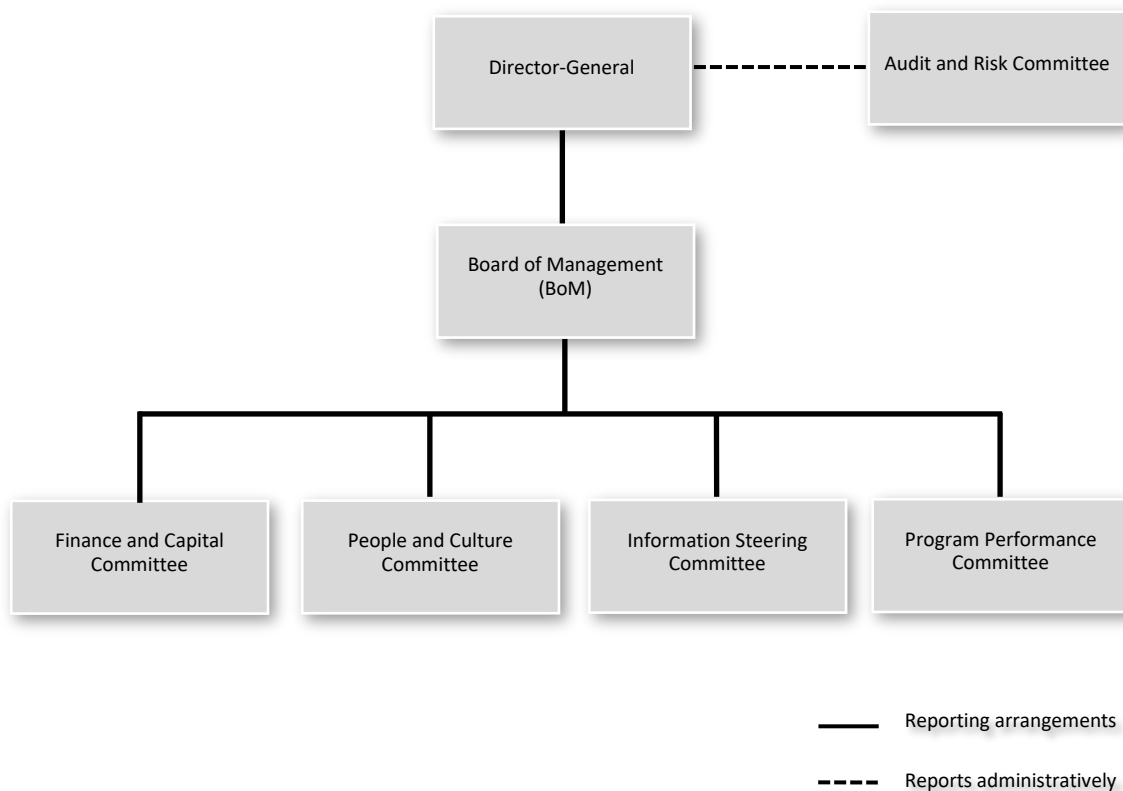 Director-General
Audit and Risk Committee
Board of Management
(BoM)
Finance and Capital
Committee
People and Culture
Committee
Information Steering
Committee
Program Performance
Committee
Reporting arrangements
Reports administratively